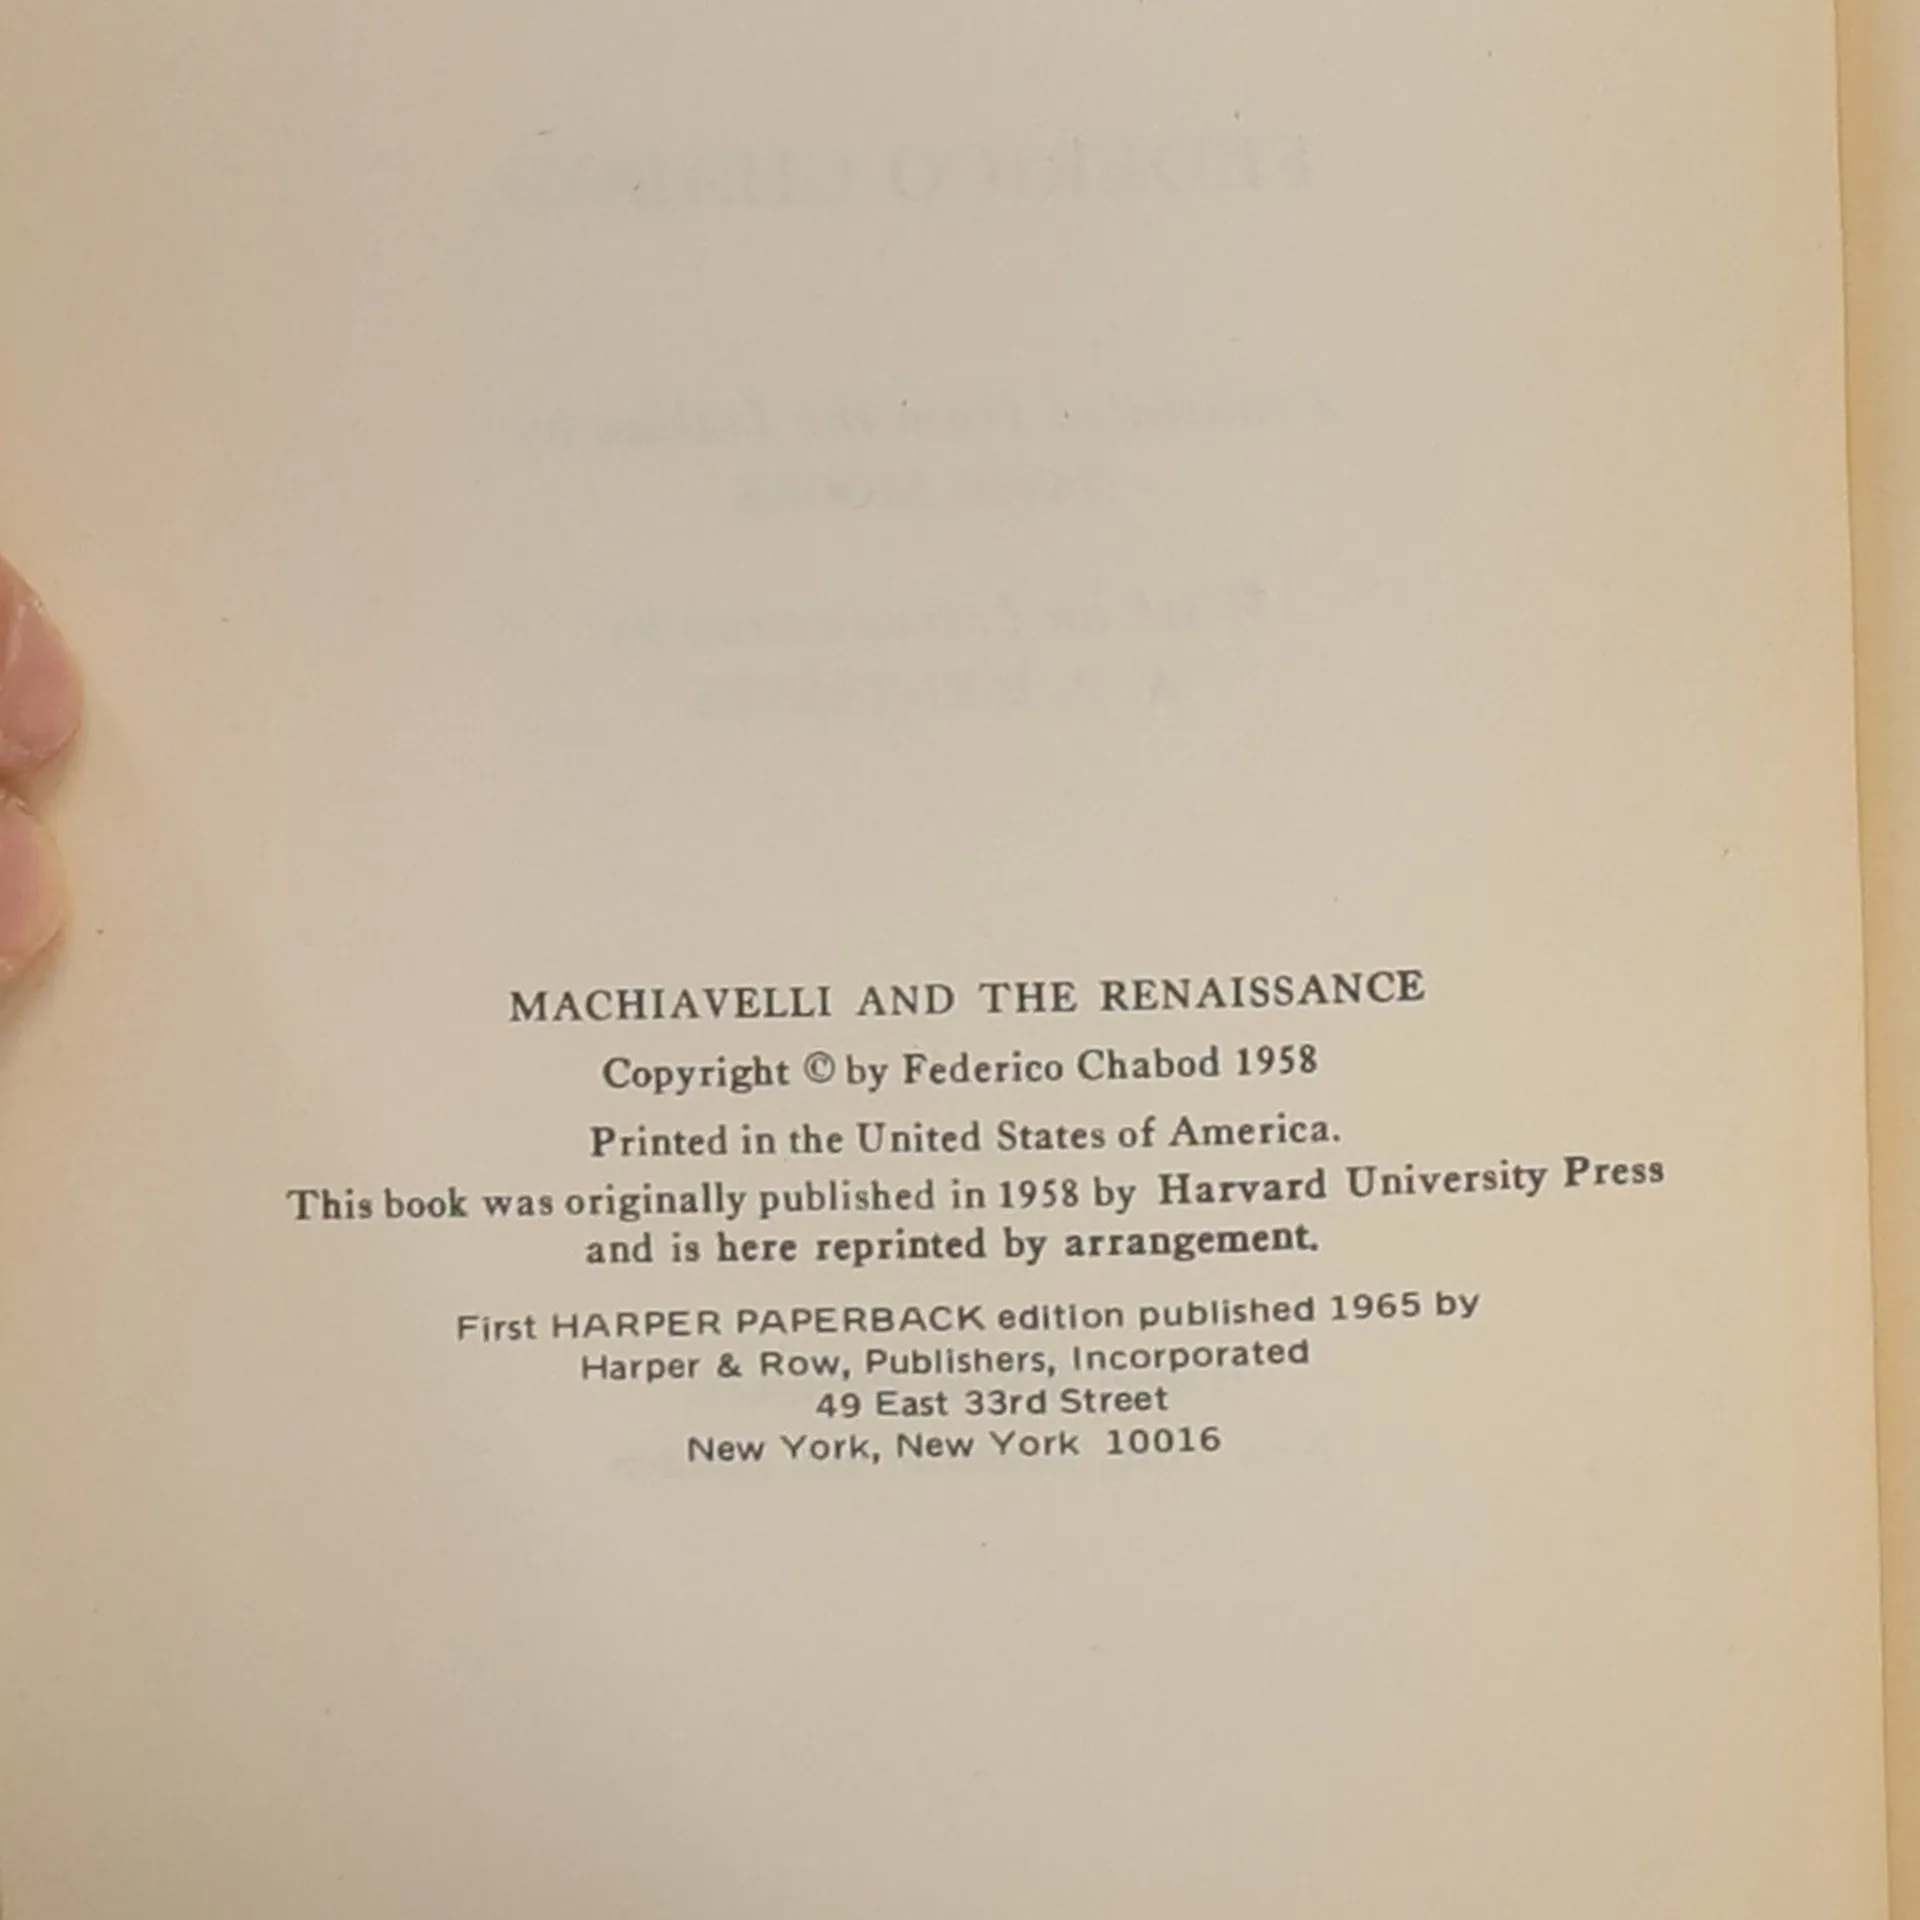 MACHIAVELLI AND THE RENAISSANCE
Copyright © by Federico Chabod 1958
Printed in the United States of America.
This book was originally published in 1958 by Harvard University Press
and is here reprinted by arrangement.
First HARPER PAPERBACK edition published 1965 by
Harper & Row, Publishers, Incorporated
49 East 33rd Street
New York, New York 10016